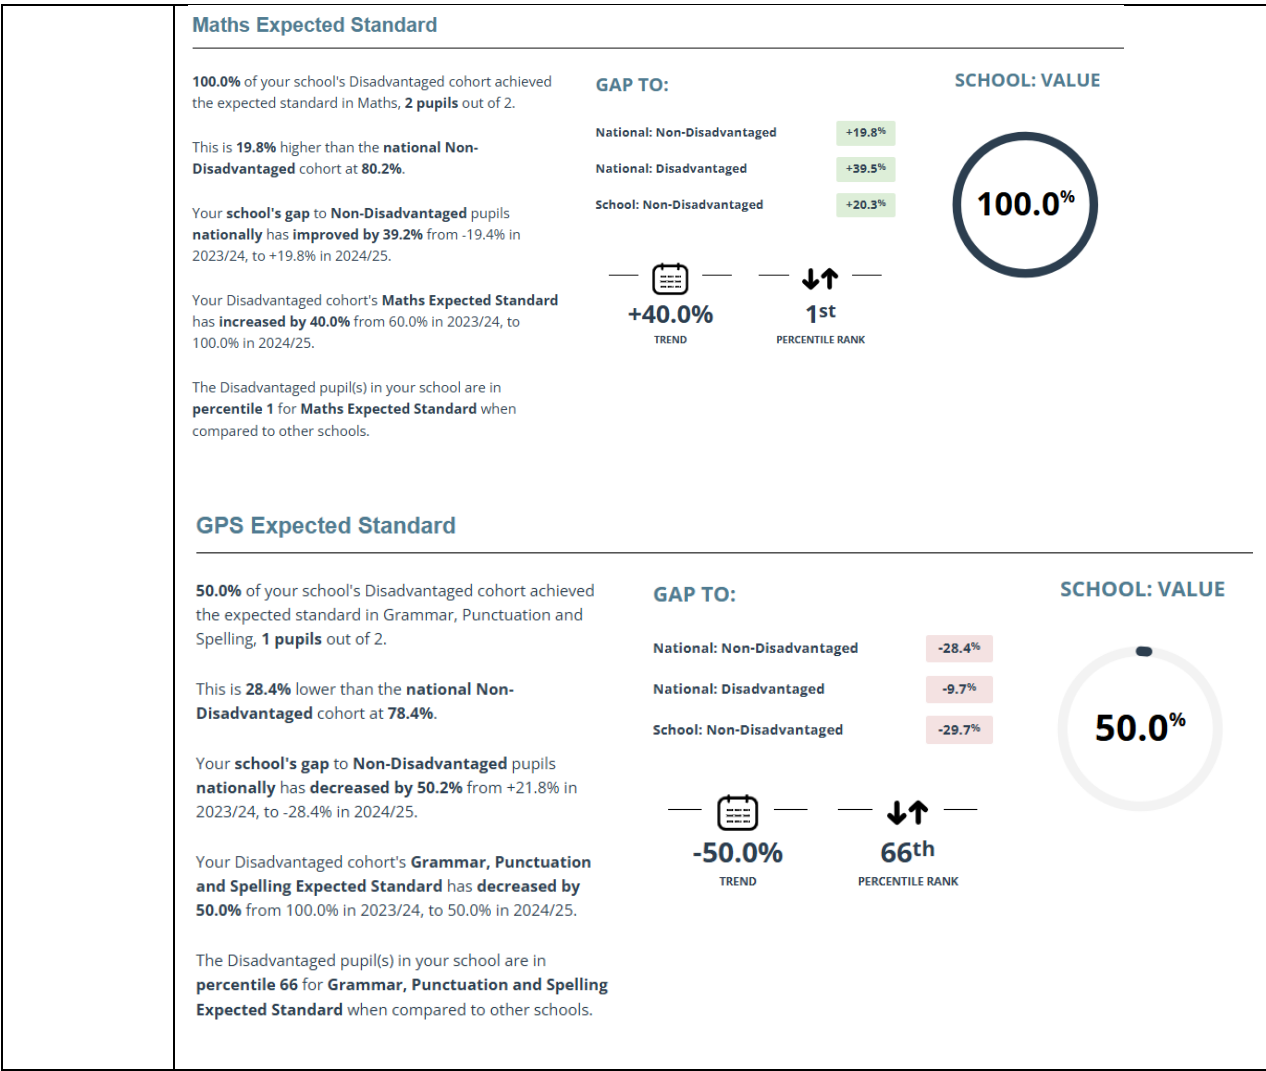 Maths Expected Standard
100.0% of your school's Disadvantaged cohort achieved
the expected standard in Maths, 2 pupils out of 2.
This is 19.8% higher than the national Non-
Disadvantaged cohort at 80.2%.
Your school's gap to Non-Disadvantaged pupils
nationally has improved by 39.2% from -19.4% in
2023/24, to +19.8% in 2024/25.
Your Disadvantaged cohort's Maths Expected Standard
has increased by 40.0% from 60.0% in 2023/24, to
100.0% in 2024/25.
The Disadvantaged pupil(s) in your school are in
percentile 1 for Maths Expected Standard when
compared to other schools.
GAP TO:
National: Non-Disadvantaged +19.8%
National: Disadvantaged +39.5%
School: Non-Disadvantaged +20.3%
+40.0%
TREND
1st
PERCENTILE RANK
SCHOOL: VALUE
100.0%
GPS Expected Standard
50.0% of your school's Disadvantaged cohort achieved
the expected standard in Grammar, Punctuation and
Spelling, 1 pupils out of 2.
This is 28.4% lower than the national Non-
Disadvantaged cohort at 78.4%.
Your school's gap to Non-Disadvantaged pupils
nationally has decreased by 50.2% from +21.8% in
2023/24, to -28.4% in 2024/25.
Your Disadvantaged cohort's Grammar, Punctuation
and Spelling Expected Standard has decreased by
50.0% from 100.0% in 2023/24, to 50.0% in 2024/25.
The Disadvantaged pupil(s) in your school are in
percentile 66 for Grammar, Punctuation and Spelling
Expected Standard when compared to other schools.
GAP TO:
National: Non-Disadvantaged -28.4%
National: Disadvantaged -9.7%
School: Non-Disadvantaged -29.7%
-50.0%
TREND
66th
PERCENTILE RANK
SCHOOL: VALUE
50.0%